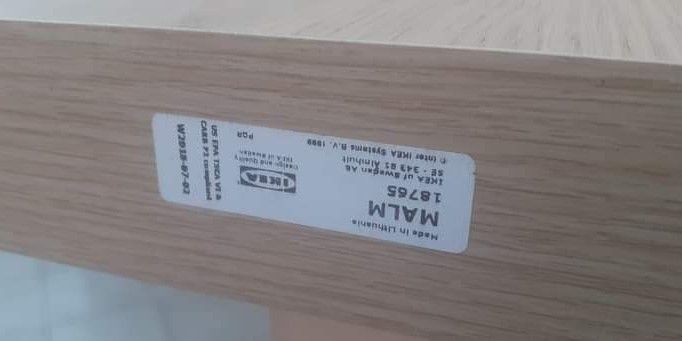 Made in Lithuania
MALM
18765
IKEA of Sweden AB
SE - 343 81 Älmhult
© Inter IKEA Systems B.V. 1999
IKEA
Design and Quality
IKEA of Sweden
PQR
US EPA TSCA VI &
CARB P2 compliant
W2018-07-02